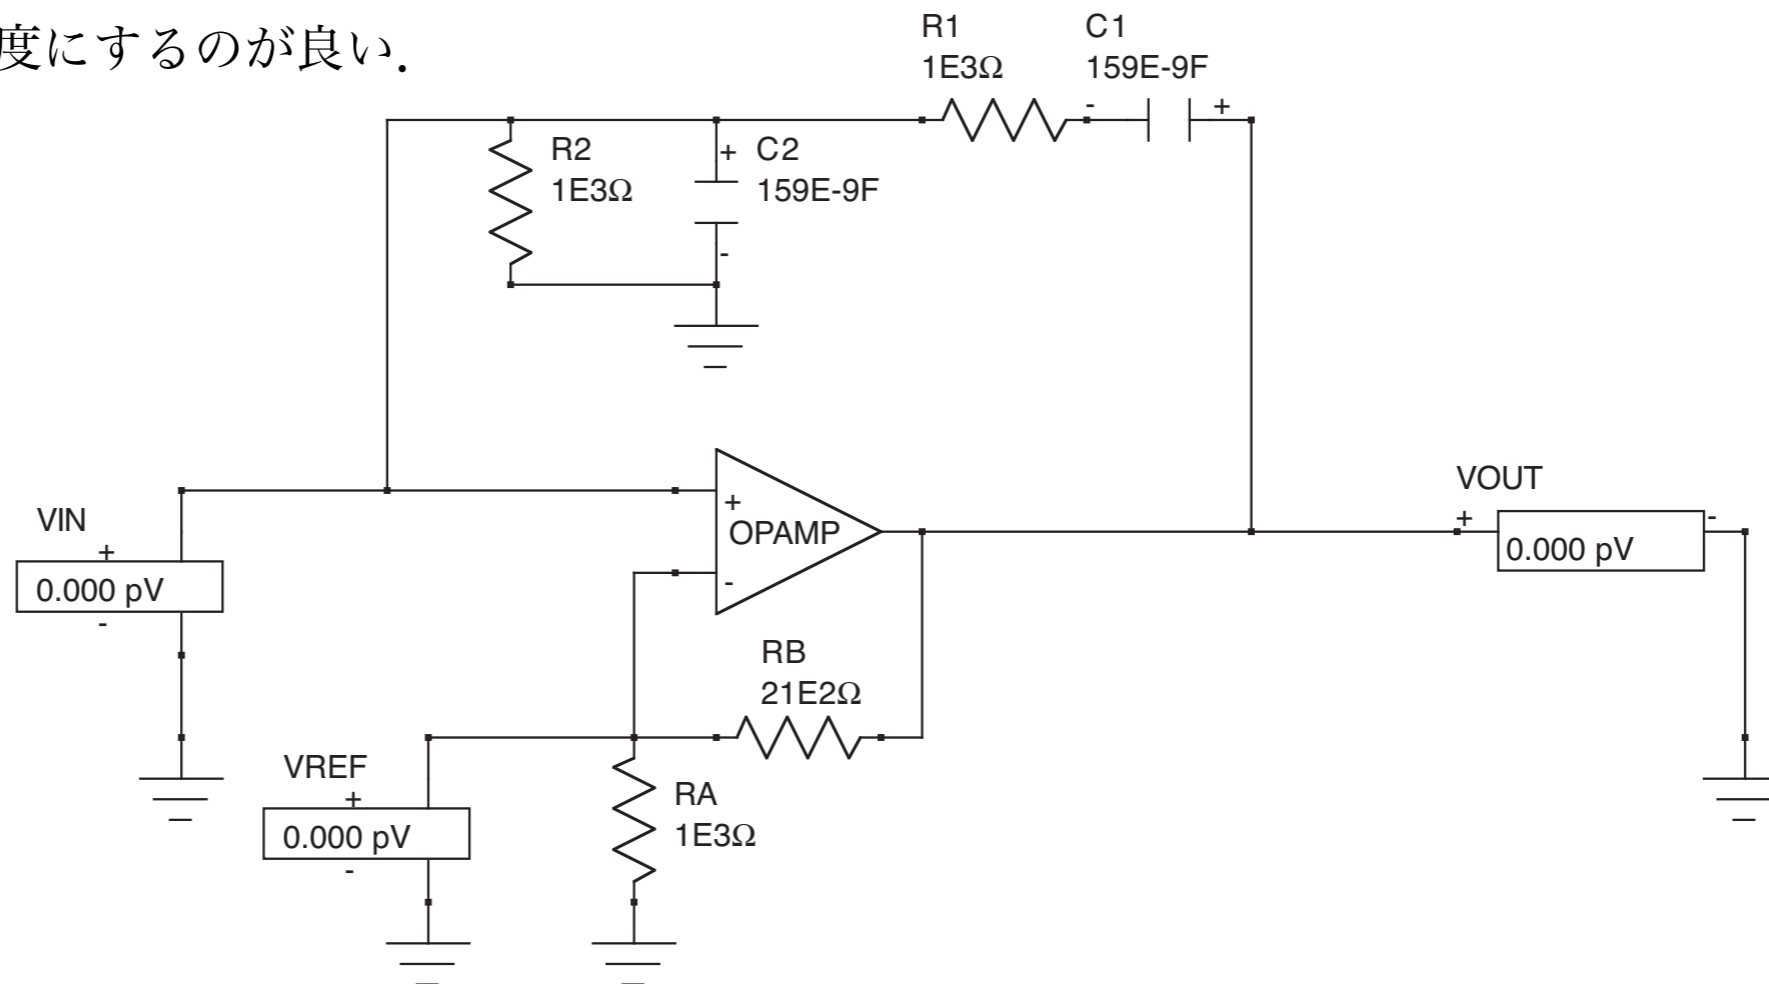 度にするのが良い.
R1
1E3Ω
C1
159E-9F
- +
R2
1E3Ω
+ C2
159E-9F
-
VIN
+
0.000 pV
-
+
OPAMP
-
VOUT
+ -
0.000 pV
RB
21E2Ω
VREF
+
0.000 pV
-
RA
1E3Ω